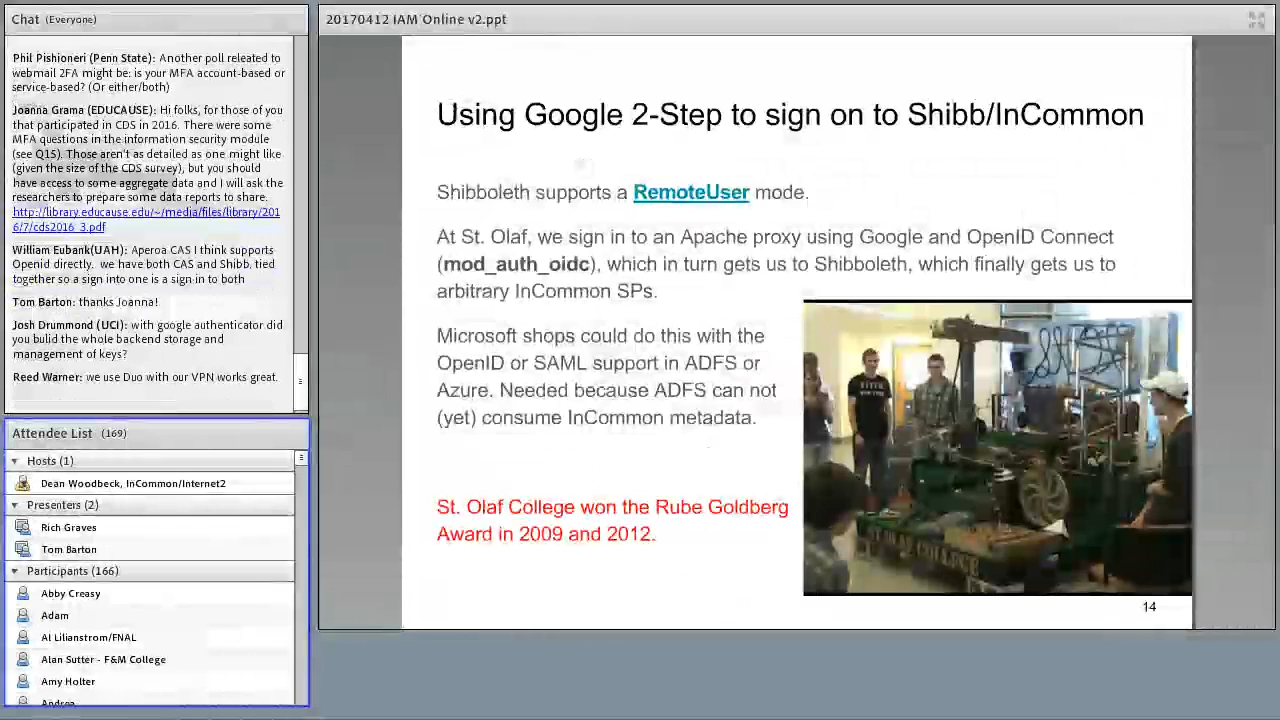 Chat (Everyone)
Phil Pishioneri (Penn State): Another poll releated to
webmail 2FA might be: is your MFA account-based or
service-based? (Or either/both)
Joanna Grama (EDUCAUSE): Hi folks, for those of you
that participated in CDS in 2016. There were some
MFA questions in the information security module
(see Q15). Those aren't as detailed as one might like
(given the size of the CDS survey), but you should
have access to some aggregate data and I will ask the
researchers to prepare some data reports to share.
http://library.educause.edu/~/media/files/library/201
6/7/cds2016_3.pdf
William Eubank(UAH): Aperoa CAS I think supports
Openid directly. we have both CAS and Shibb. tied
together so a sign into one is a sign-in to both
Tom Barton: thanks Joanna!
Josh Drummond (UCI): with google authenticator did
you bulid the whole backend storage and
management of keys?
Reed Warner: we use Duo with our VPN works great.
Attendee List (169)
Hosts (1)
Dean Woodbeck, InCommon/Internet2
Presenters (2)
Rich Graves
Tom Barton
Participants (166)
Abby Creasy
Adam
Al Lilianstrom/FNAL
Alan Sutter - F&M College
Amy Holter
Andrea
20170412 IAM Online v2.ppt
Using Google 2-Step to sign on to Shibb/InCommon
Shibboleth supports a RemoteUser mode.
At St. Olaf, we sign in to an Apache proxy using Google and OpenID Connect
(mod_auth_oidc), which in turn gets us to Shibboleth, which finally gets us to
arbitrary InCommon SPs.
Microsoft shops could do this with the
OpenID or SAML support in ADFS or
Azure. Needed because ADFS can not
(yet) consume InCommon metadata.
St. Olaf College won the Rube Goldberg
Award in 2009 and 2012.
14